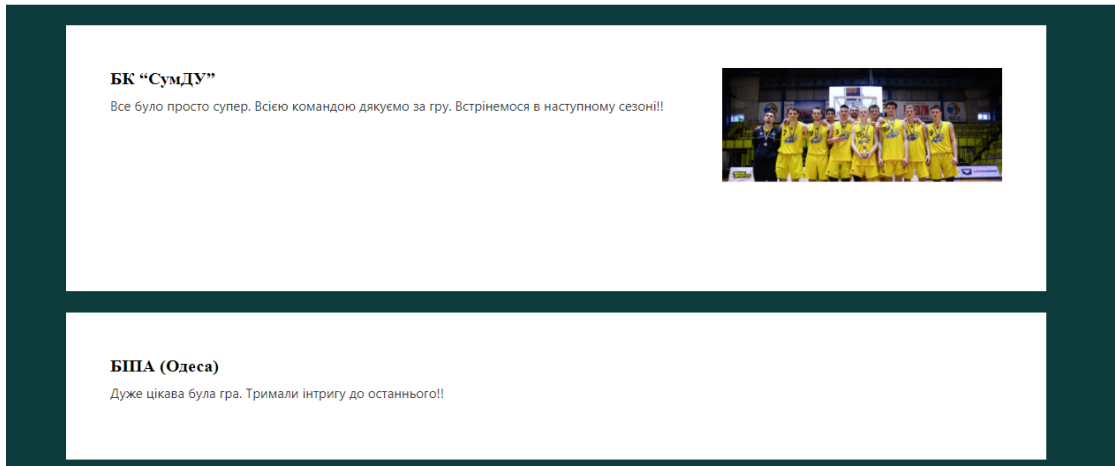 БК “СумДУ”
Все було просто супер. Всією командою дякуємо за гру. Встрінемося в наступному сезоні!!
БІПА (Одеса)
Дуже цікава була гра. Тримали інтригу до останнього!!